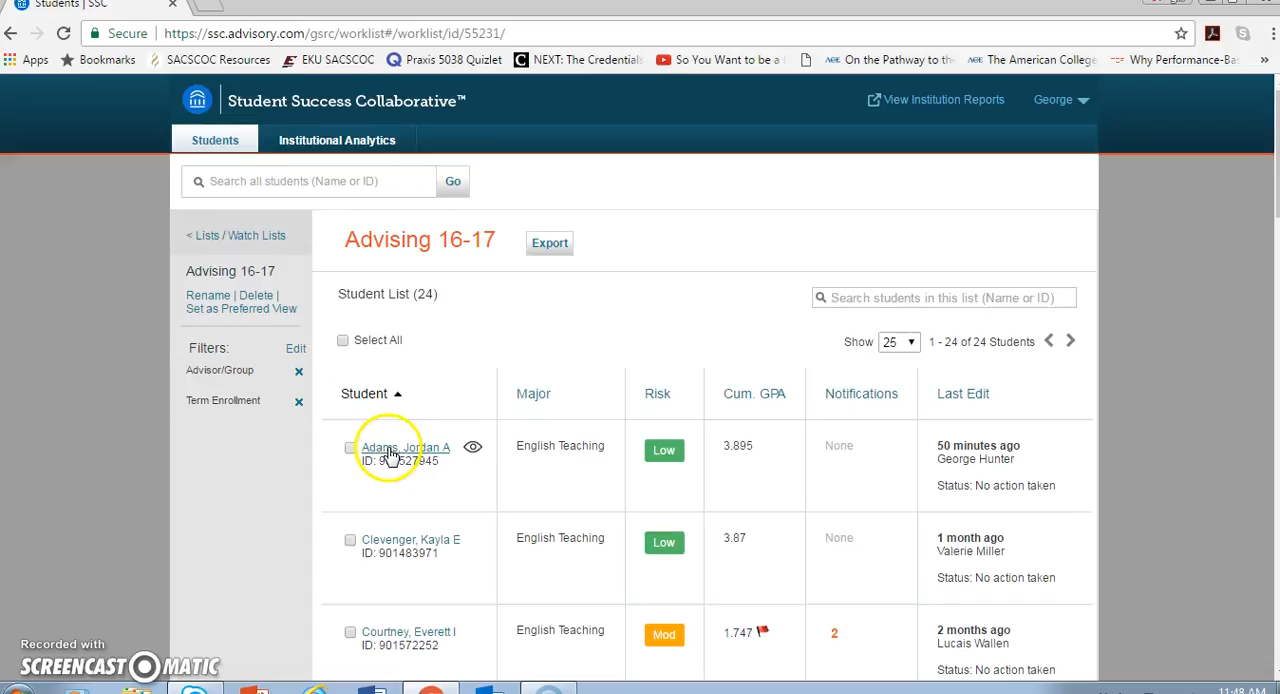 Students | SSC
Secure | https://ssc.advisory.com/gsrc/worklist#/worklist/id/55231/
Apps Bookmarks SACSCOC Resources EKU SACSCOC Praxis 5038 Quizlet NEXT: The Credentials So You Want to be a On the Pathway to the The American College Why Performance-Bas »
Student Success Collaborative™
View Institution Reports George
Students Institutional Analytics
Search all students (Name or ID) Go
< Lists / Watch Lists
Advising 16-17 Export
Advising 16-17
Rename | Delete |
Set as Preferred View
Student List (24)
Search students in this list (Name or ID)
Select All
Show 25 1 - 24 of 24 Students
Filters: Edit
Advisor/Group ×
Term Enrollment ×
Student Major Risk Cum. GPA Notifications Last Edit
Adams, Jordan A English Teaching Low 3.895 None 50 minutes ago
George Hunter
Status: No action taken
Clevenger, Kayla E English Teaching Low 3.87 None 1 month ago
ID: 901483971 Valerie Miller
Status: No action taken
Courtney, Everett I English Teaching Mod 1.747 2 2 months ago
ID: 901572252 Lucais Wallen
Status: No action taken
Recorded with
SCREENCAST-O-MATIC
11:48 AM